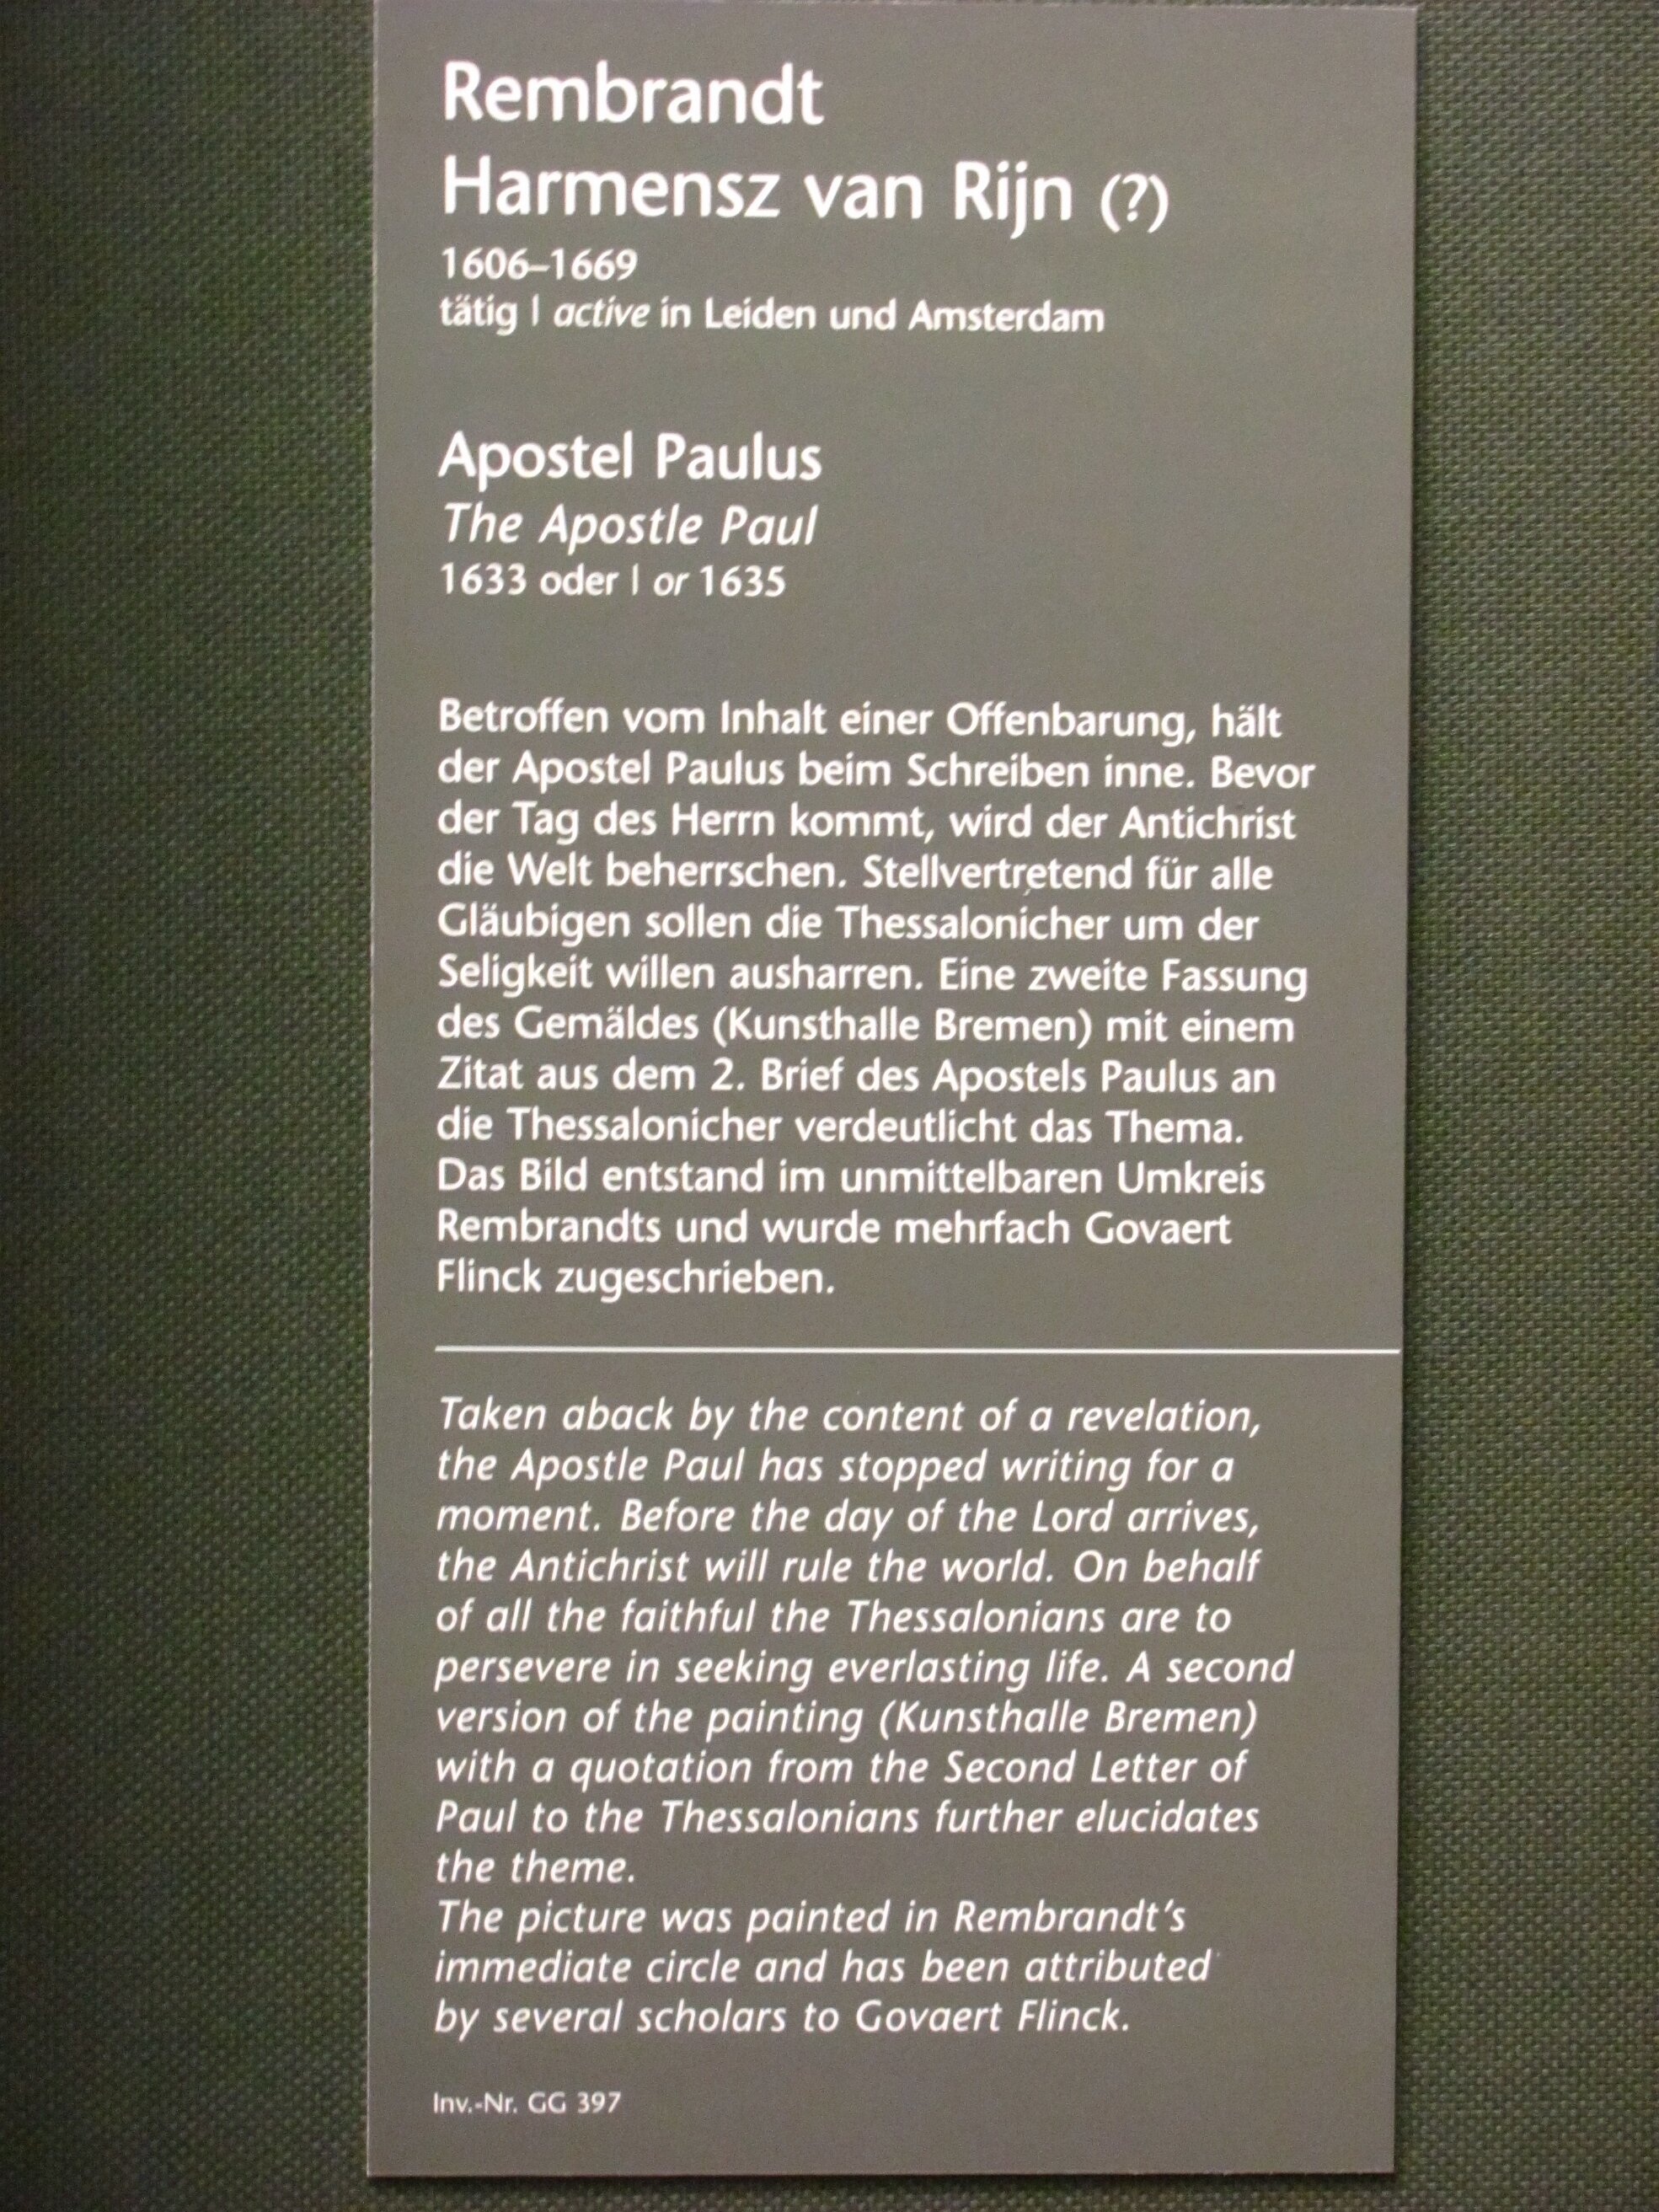 Rembrandt
Harmensz van Rijn (?)
1606–1669
tätig | active in Leiden und Amsterdam
Apostel Paulus
The Apostle Paul
1633 oder | or 1635
Betroffen vom Inhalt einer Offenbarung, hält
der Apostel Paulus beim Schreiben inne. Bevor
der Tag des Herrn kommt, wird der Antichrist
die Welt beherrschen. Stellvertretend für alle
Gläubigen sollen die Thessalonicher um der
Seligkeit willen ausharren. Eine zweite Fassung
des Gemäldes (Kunsthalle Bremen) mit einem
Zitat aus dem 2. Brief des Apostels Paulus an
die Thessalonicher verdeutlicht das Thema.
Das Bild entstand im unmittelbaren Umkreis
Rembrandts und wurde mehrfach Govaert
Flinck zugeschrieben.
Taken aback by the content of a revelation,
the Apostle Paul has stopped writing for a
moment. Before the day of the Lord arrives,
the Antichrist will rule the world. On behalf
of all the faithful the Thessalonians are to
persevere in seeking everlasting life. A second
version of the painting (Kunsthalle Bremen)
with a quotation from the Second Letter of
Paul to the Thessalonians further elucidates
the theme.
The picture was painted in Rembrandt's
immediate circle and has been attributed
by several scholars to Govaert Flinck.
Inv.-Nr. GG 397